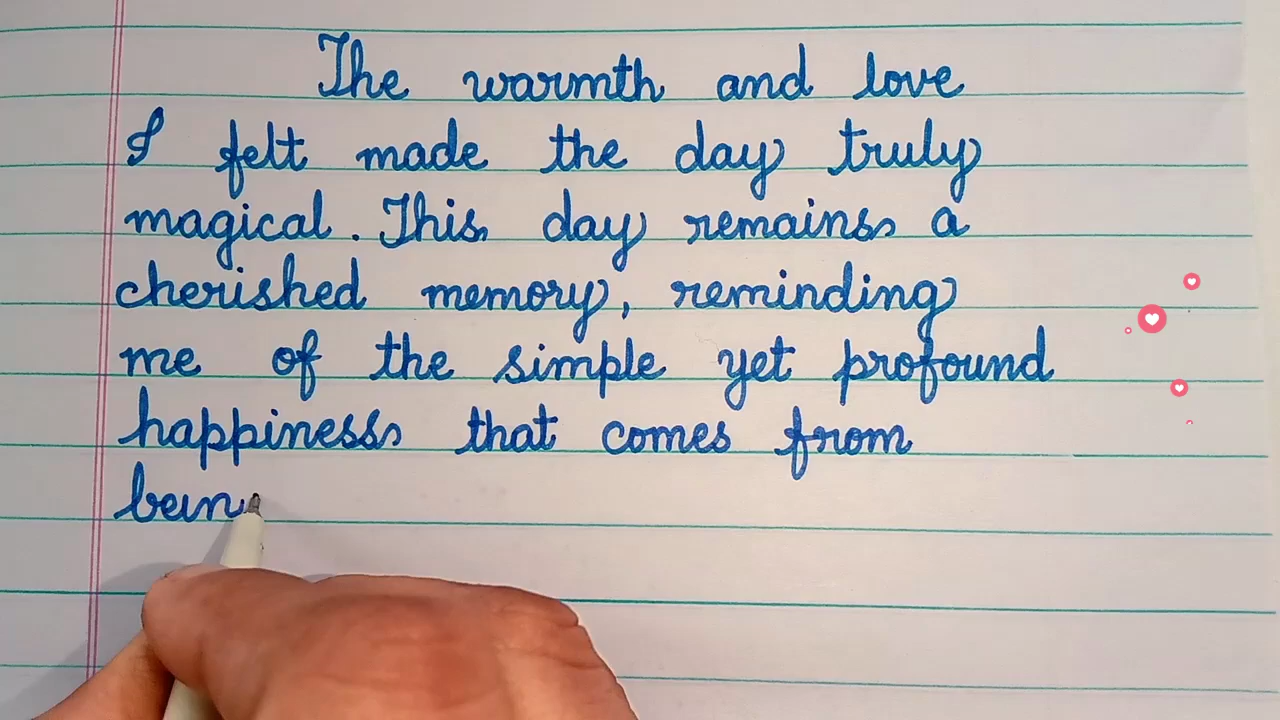 The warmth and love
I felt made the day truly
magical. This day remains a
cherished memory, reminding
me of the simple yet profound
happiness that comes from
bein